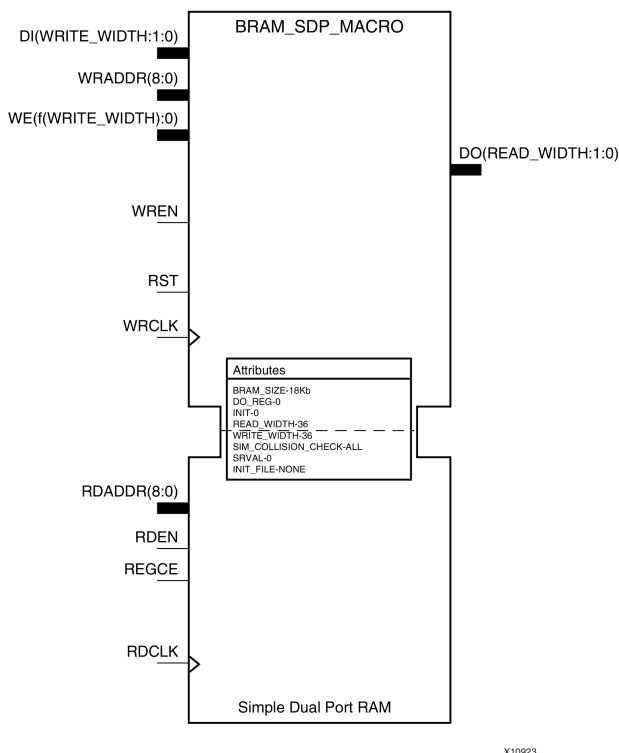 BRAM_SDP_MACRO
DI(WRITE_WIDTH:1:0)
WRADDR(8:0)
WE(f(WRITE_WIDTH):0)
DO(READ_WIDTH:1:0)
WREN
RST
WRCLK
Attributes
BRAM_SIZE-18Kb
DO_REG-0
INIT-0
READ_WIDTH-36
WRITE_WIDTH-36
SIM_COLLISION_CHECK-ALL
SRVAL-0
INIT_FILE-NONE
RDADDR(8:0)
RDEN
REGCE
RDCLK
Simple Dual Port RAM
X10923